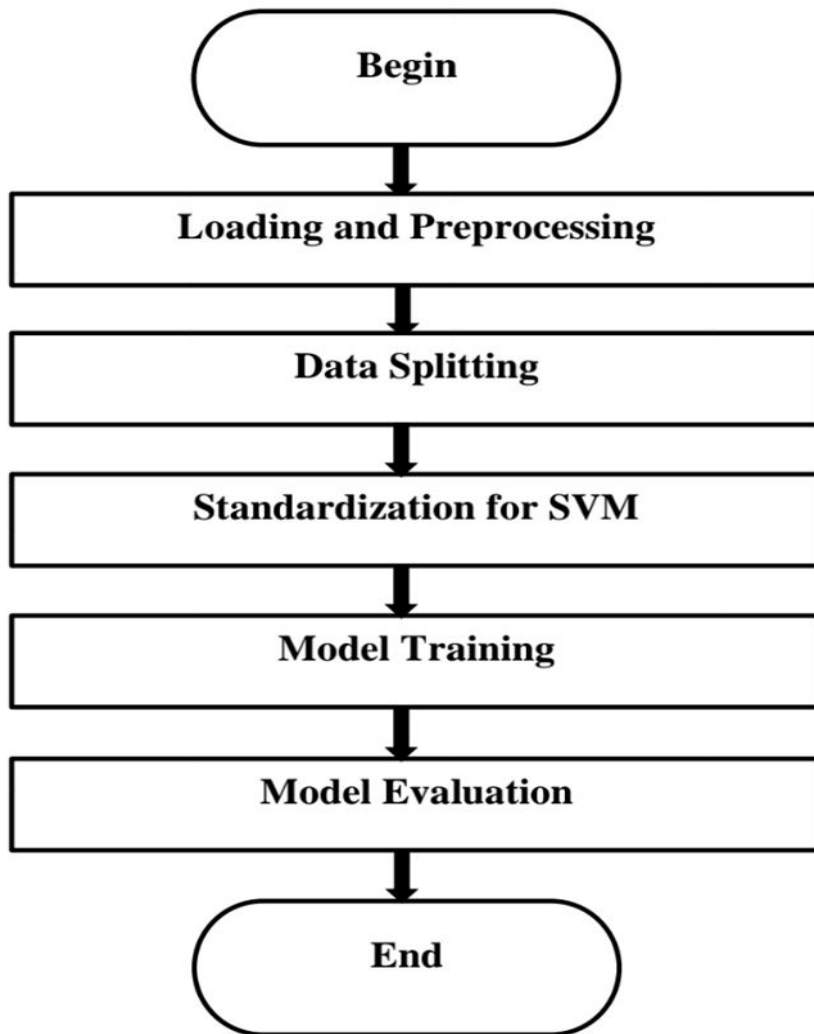 Begin
Loading and Preprocessing
Data Splitting
Standardization for SVM
Model Training
Model Evaluation
End